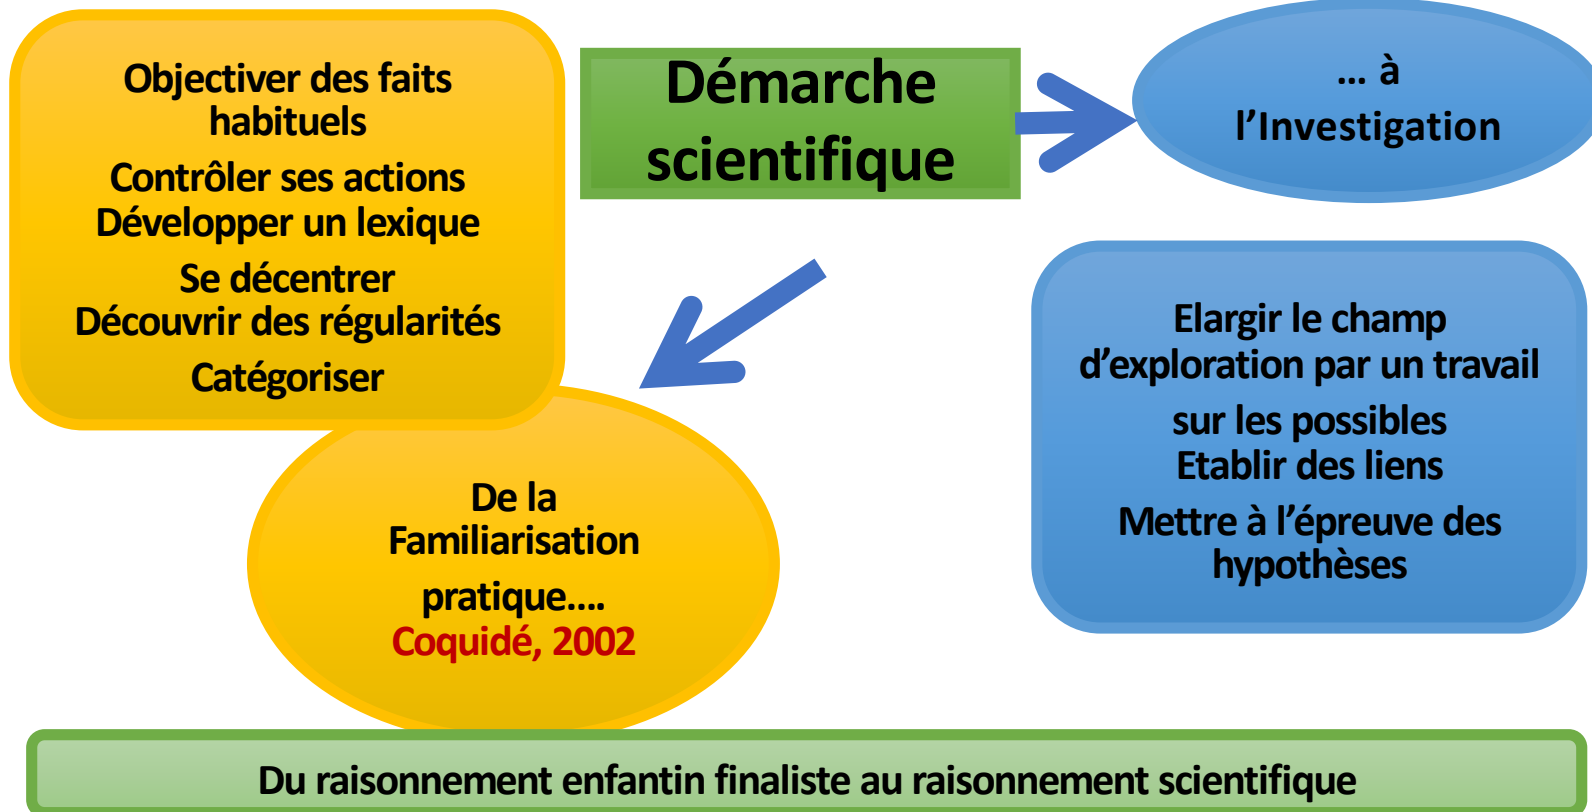 Objectiver des faits
habituels
Contrôler ses actions
Développer un lexique
Se décentrer
Découvrir des régularités
Catégoriser
Démarche
scientifique
... à
l’Investigation
De la
Familiarisation
pratique....
Coquidé, 2002
Elargir le champ
d’exploration par un travail
sur les possibles
Etablir des liens
Mettre à l’épreuve des
hypothèses
Du raisonnement enfantin finaliste au raisonnement scientifique